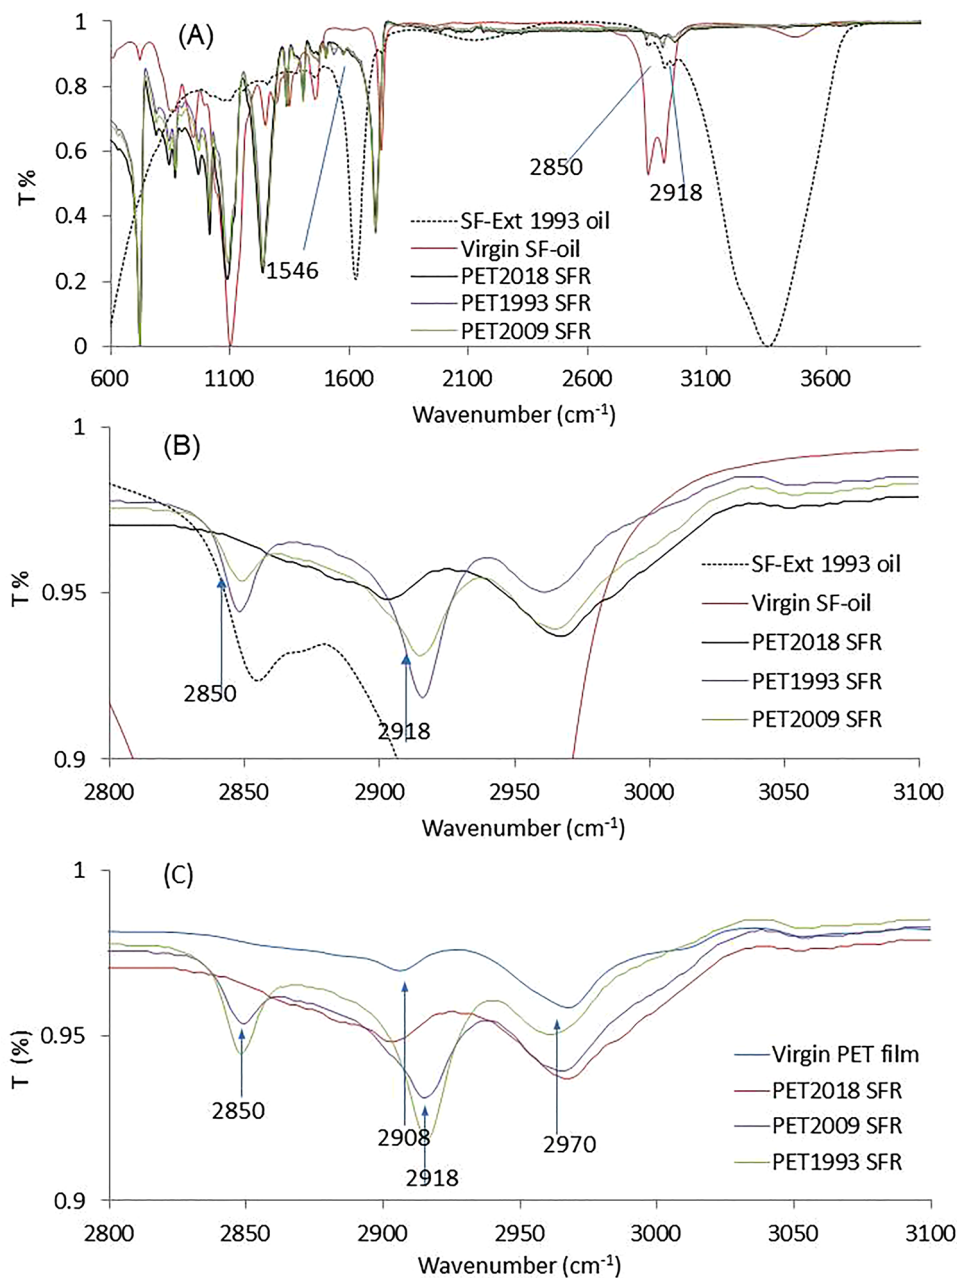 (A)
1
0.8
0.6
0.4
0.2
0
T %
2850
2918
1546
SF-Ext 1993 oil
Virgin SF-oil
PET2018 SFR
PET1993 SFR
PET2009 SFR
600 1100 1600 2100 2600 3100 3600
Wavenumber (cm-1)
(B)
1
0.95
0.9
T %
2850
2918
SF-Ext 1993 oil
Virgin SF-oil
PET2018 SFR
PET1993 SFR
PET2009 SFR
2800 2850 2900 2950 3000 3050 3100
Wavenumber (cm-1)
(C)
1
0.95
0.9
T (%)
2850
2908
2918
2970
Virgin PET film
PET2018 SFR
PET2009 SFR
PET1993 SFR
2800 2850 2900 2950 3000 3050 3100
Wavenumber (cm-1)